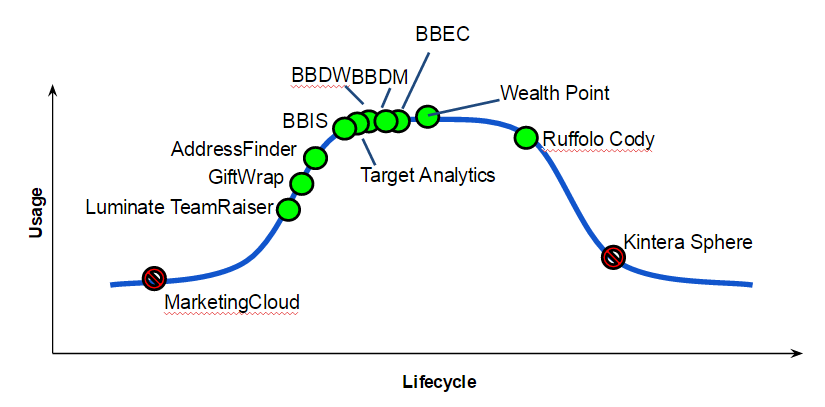 BBEC
BBDW
BBDM
Wealth Point
BBIS
Ruffolo Cody
AddressFinder
Target Analytics
GiftWrap
Luminate TeamRaiser
Usage
Kintera Sphere
MarketingCloud
Lifecycle